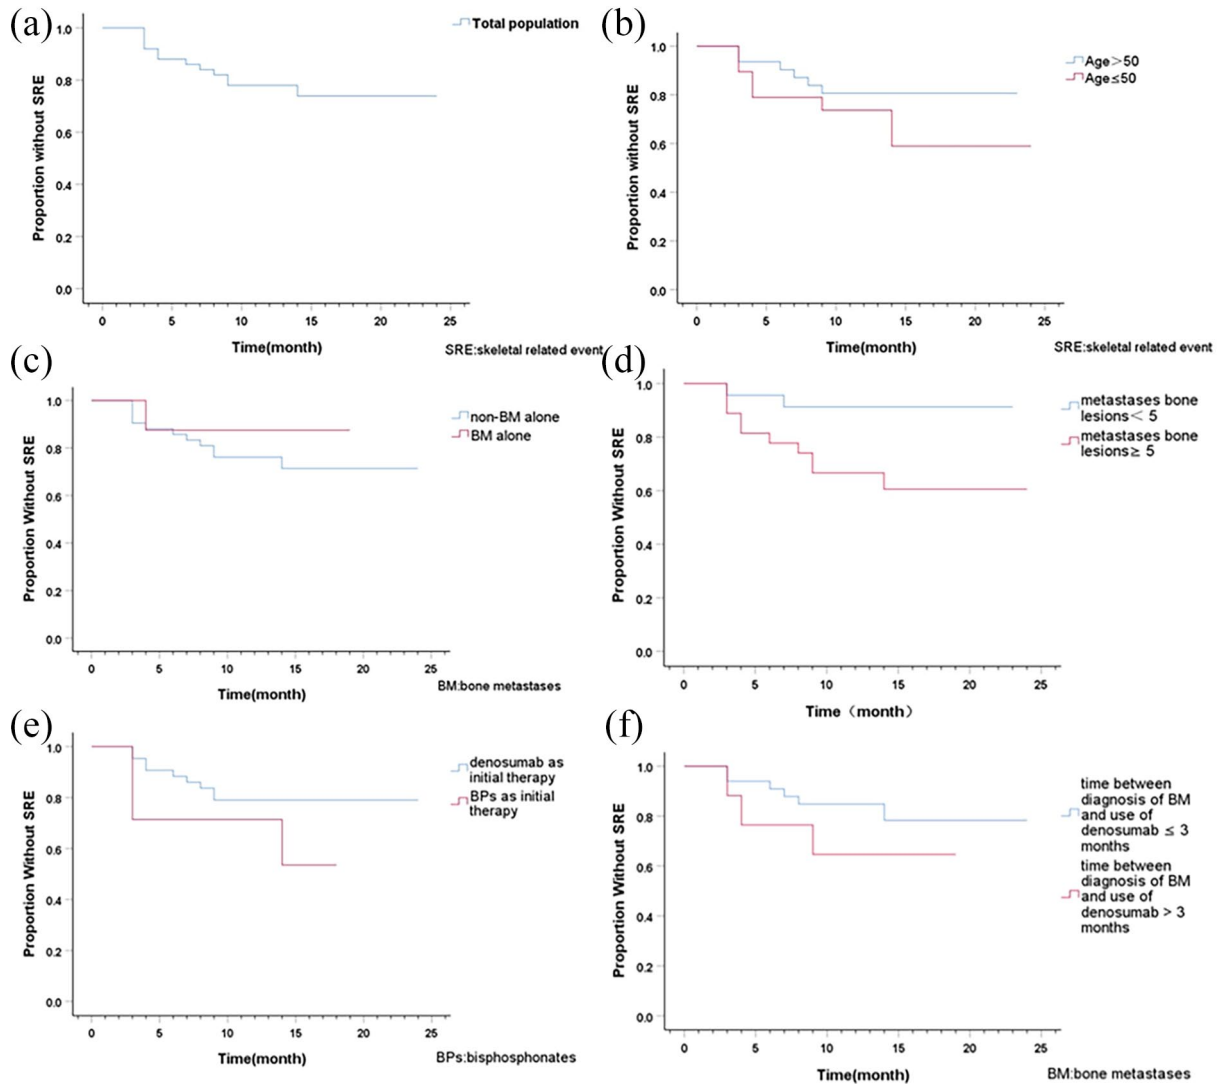 (a)
Total population
1.0
0.8
0.6
0.4
0.2
0.0
Proportion without SRE
0 5 10 15 20 25
Time(month)
SRE:skeletal related event
(b)
Age＞50
Age≤50
1.0
0.8
0.6
0.4
0.2
0.0
Proportion without SRE
0 5 10 15 20 25
Time(month)
SRE:skeletal related event
(c)
non-BM alone
BM alone
1.0
0.8
0.6
0.4
0.2
0.0
Proportion Without SRE
0 5 10 15 20 25
Time(month)
BM:bone metastases
(d)
metastases bone
lesions＜ 5
metastases bone
lesions≥ 5
1.0
0.8
0.6
0.4
0.2
0.0
Proportion Without SRE
0 5 10 15 20 25
Time（month）
(e)
denosumab as
initial therapy
BPs as initial
therapy
1.0
0.8
0.6
0.4
0.2
0.0
Proportion Without SRE
0 5 10 15 20 25
Time(month)
BPs:bisphosphonates
(f)
time between
diagnosis of BM
and use of
denosumab ≤ 3
months
time between
diagnosis of BM
and use of
denosumab > 3
months
1.0
0.8
0.6
0.4
0.2
0.0
Proportion Without SRE
0 5 10 15 20 25
Time(month)
BM:bone metastases